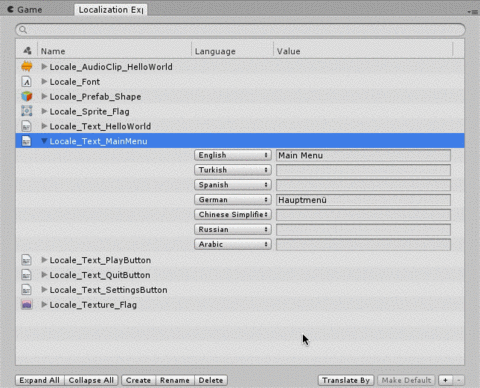 Game
Localization Exp
Name Language Value
Locale_AudioClip_HelloWorld
Locale_Font
Locale_Prefab_Shape
Locale_Sprite_Flag
Locale_Text_HelloWorld
Locale_Text_MainMenu
English Main Menu
Turkish
Spanish
German Hauptmenü
Chinese Simplifie
Russian
Arabic
Locale_Text_PlayButton
Locale_Text_QuitButton
Locale_Text_SettingsButton
Locale_Texture_Flag
Expand All Collapse All Create Rename Delete Translate By Make Default + -